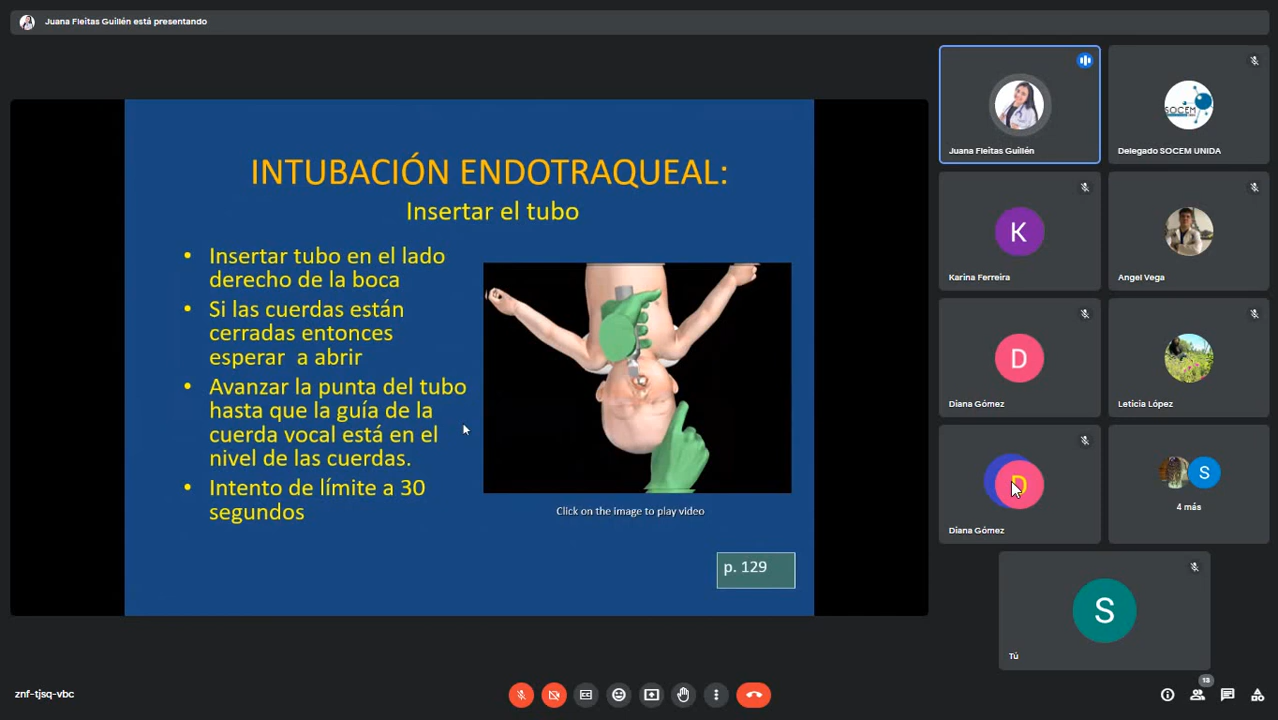 Juana Fleitas Guillén está presentando
INTUBACIÓN ENDOTRAQUEAL:
Insertar el tubo
• Insertar tubo en el lado
derecho de la boca
• Si las cuerdas están
cerradas entonces
esperar a abrir
• Avanzar la punta del tubo
hasta que la guía de la
cuerda vocal está en el
nivel de las cuerdas.
• Intento de límite a 30
segundos
Click on the image to play video
p. 129
Juana Fleitas Guillén
SOCEM
Delegado SOCEM UNIDA
K
Karina Ferreira
Angel Vega
D
Diana Gómez
Leticia López
D
Diana Gómez
S
4 más
S
Tú
znf-tjsq-vbc
13